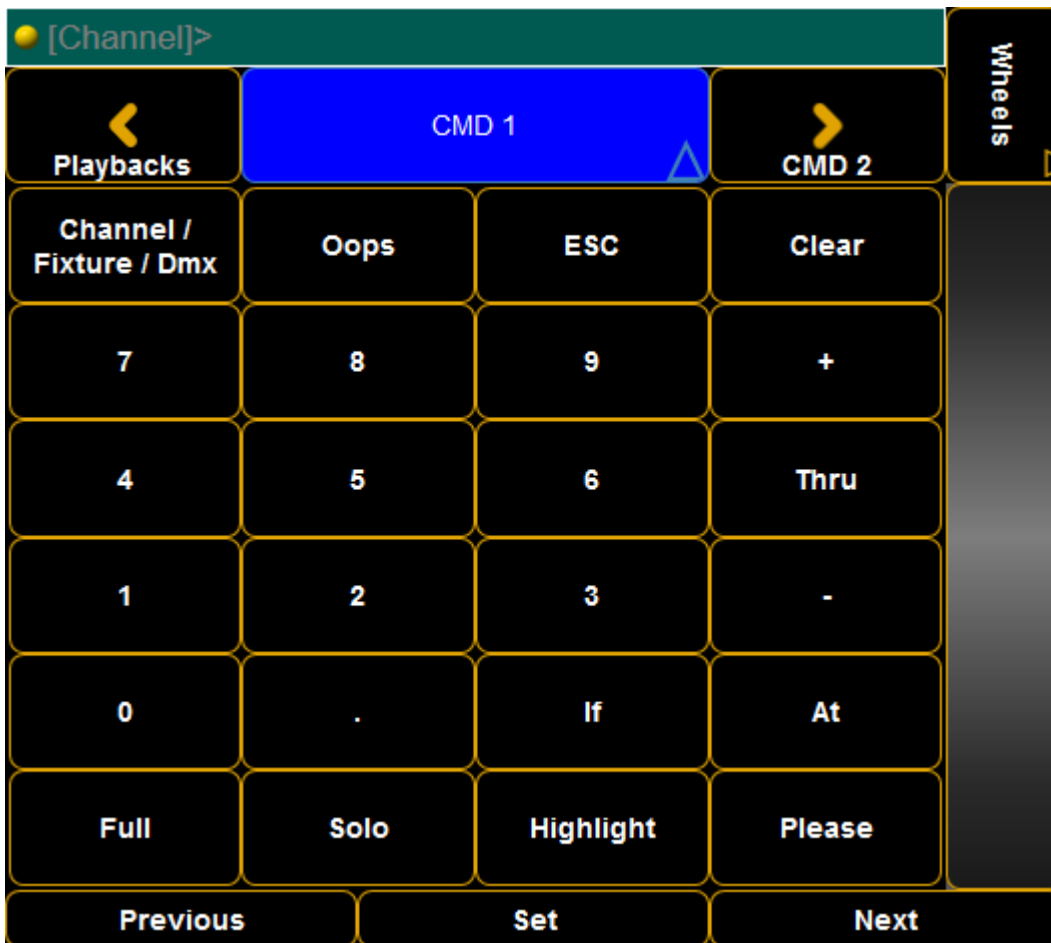 [Channel]>
Wheels
Playbacks
CMD 1
CMD 2
Channel /
Fixture / Dmx
Oops
ESC
Clear
7
8
9
+
4
5
6
Thru
1
2
3
-
0
.
If
At
Full
Solo
Highlight
Please
Previous
Set
Next